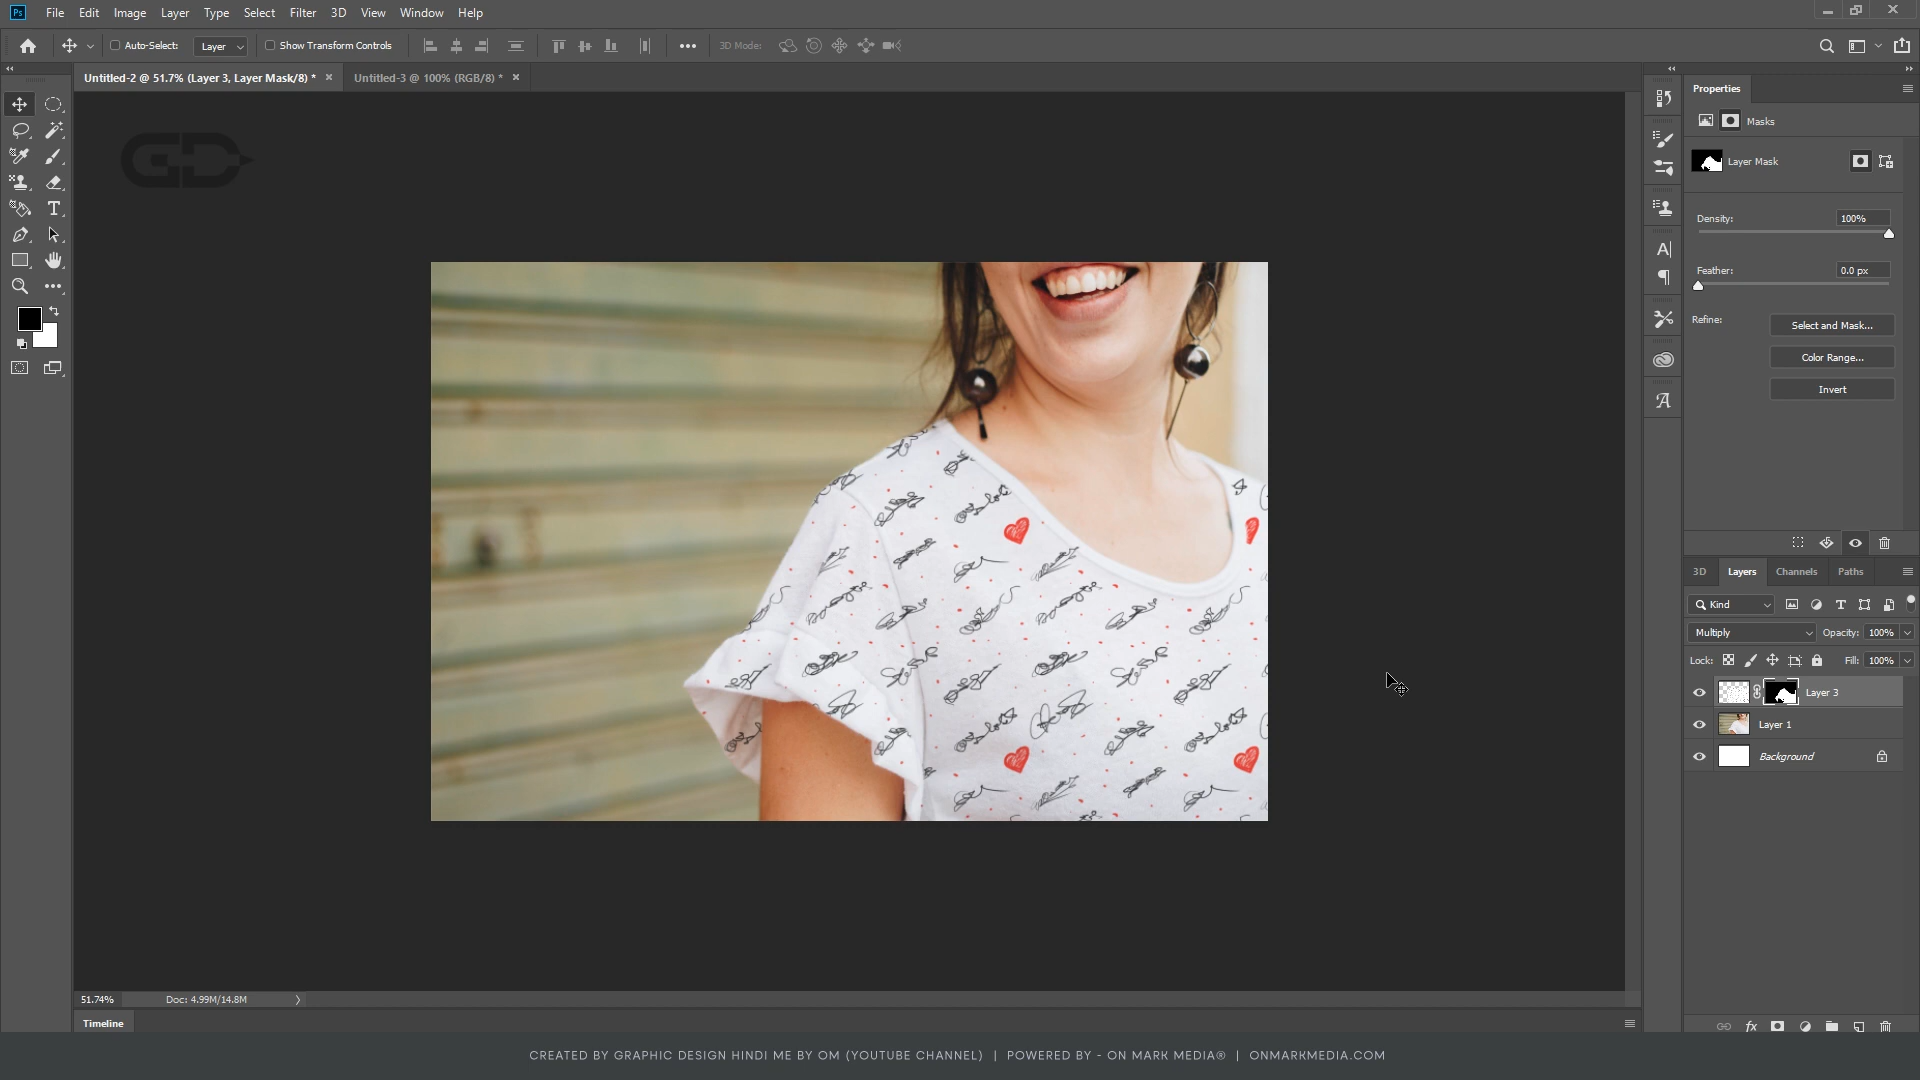 Ps File Edit Image Layer Type Select Filter 3D View Window Help
Auto-Select: Layer Show Transform Controls 3D Mode:
Untitled-2 @ 51.7% (Layer 3, Layer Mask/8) * Untitled-3 @ 100% (RGB/8) *
GD
Properties
Masks
Layer Mask
Density: 100%
Feather: 0.0 px
Refine: Select and Mask...
Color Range...
Invert
3D Layers Channels Paths
Kind
Multiply Opacity: 100%
Lock: Fill: 100%
Layer 3
Layer 1
Background
51.74% Doc: 4.99M/14.8M
Timeline
CREATED BY GRAPHIC DESIGN HINDI ME BY OM (YOUTUBE CHANNEL) | POWERED BY - ON MARK MEDIA® | ONMARKMEDIA.COM